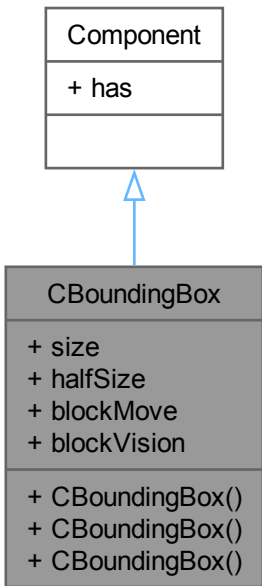 Component
+ has
CBoundingBox
+ size
+ halfSize
+ blockMove
+ blockVision
+ CBoundingBox()
+ CBoundingBox()
+ CBoundingBox()